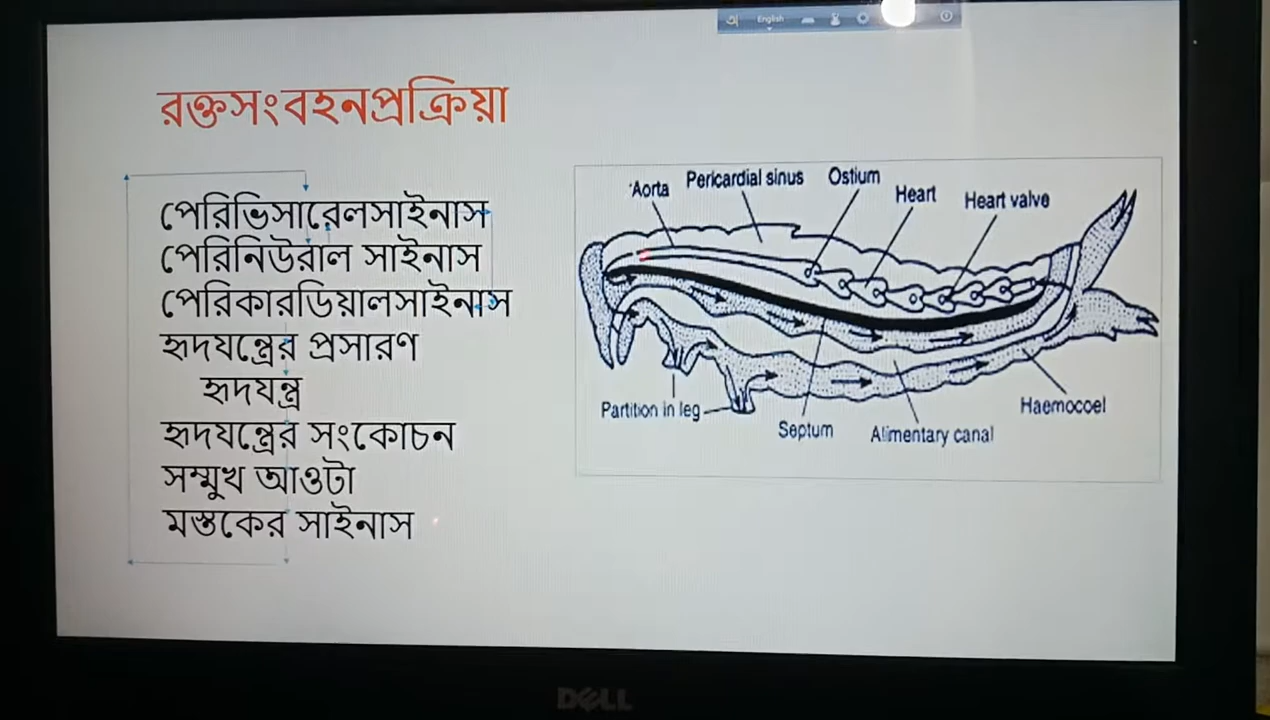 English
রক্তসংবহনপ্রক্রিয়া
পেরিভিসারেলসাইনাস
পেরিনিউরাল সাইনাস
পেরিকারডিয়ালসাইনাস
হৃদযন্ত্রের প্রসারণ
হৃদযন্ত্র
হৃদযন্ত্রের সংকোচন
সম্মুখ আওটা
মস্তকের সাইনাস
Aorta
Pericardial sinus
Ostium
Heart
Heart valve
Partition in leg
Septum
Alimentary canal
Haemocoel
DELL